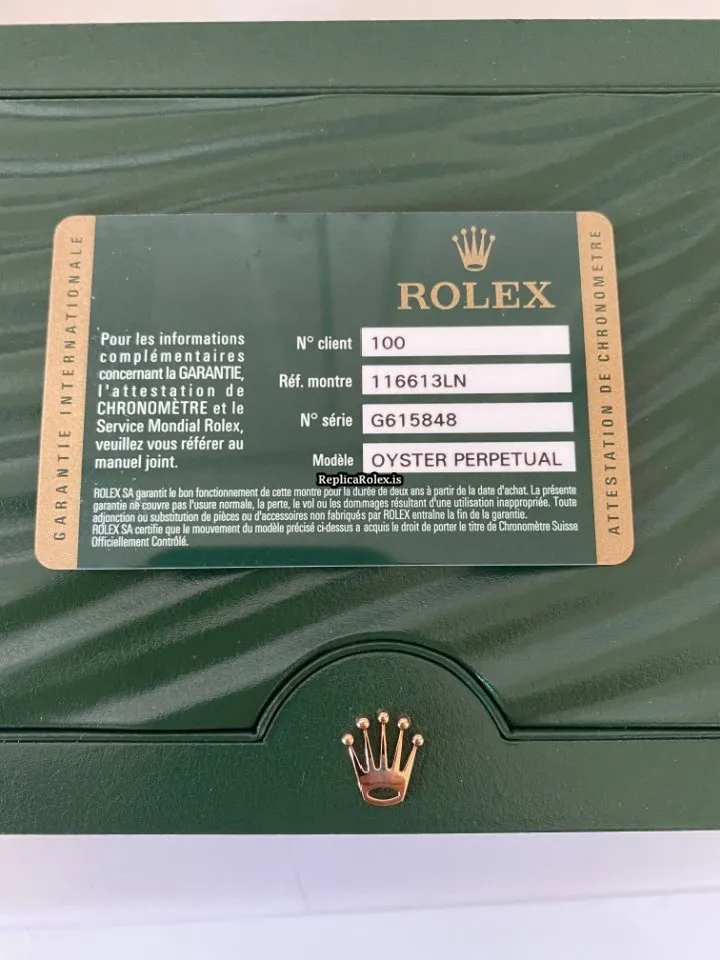 GARANTIE INTERNATIONALE
ROLEX
Pour les informations
complémentaires
concernant la GARANTIE,
l'attestation de
CHRONOMÈTRE et le
Service Mondial Rolex,
veuillez vous référer au
manuel joint.
N° client 100
Réf. montre 116613LN
N° série G615848
Modèle OYSTER PERPETUAL
ReplicaRolex.is
ROLEX SA garantit le bon fonctionnement de cette montre pour la durée de deux ans à partir de la date d'achat. La présente
garantie ne couvre pas l'usure normale, la perte, le vol ou les dommages résultant d'une utilisation inappropriée. Toute
adjonction ou substitution de pièces ou d'accessoires non fabriqués par ROLEX entraîne la fin de la garantie.
ROLEX SA certifie que le mouvement du modèle précisé ci-dessus a acquis le droit de porter le titre de Chronomètre Suisse
Officiellement Contrôlé.
ATTESTATION DE CHRONOMETRE